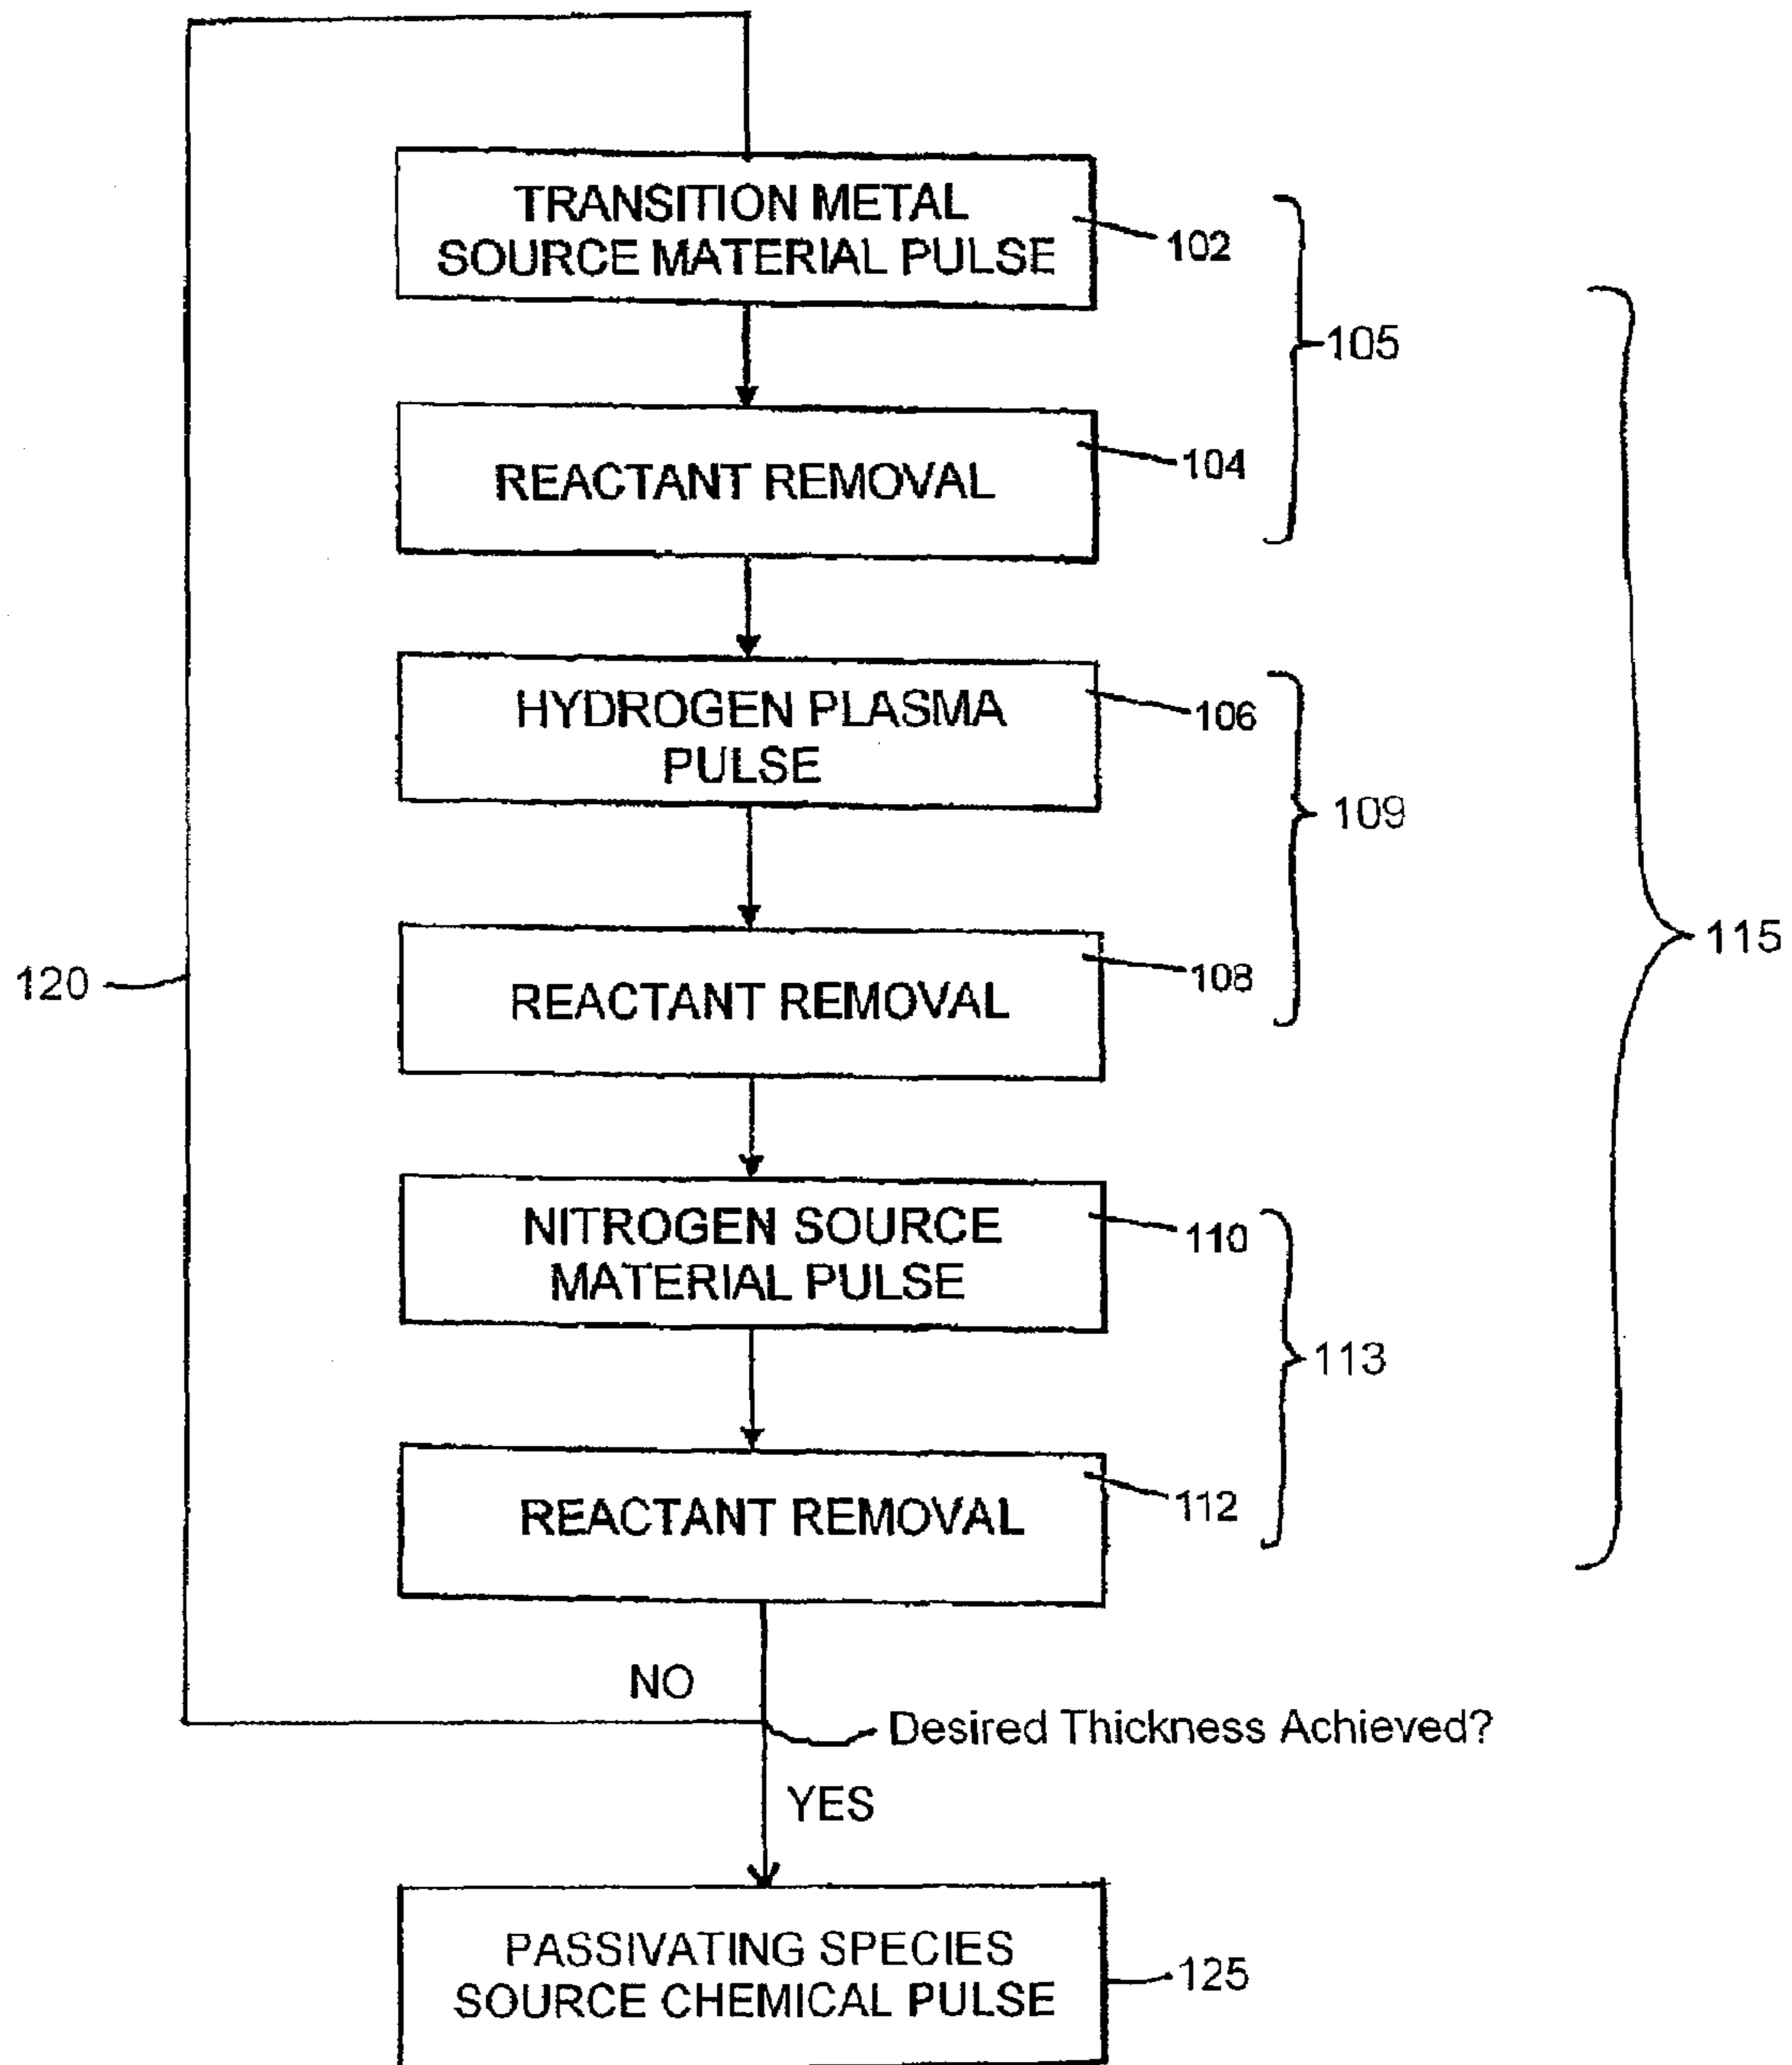 TRANSITION METAL
SOURCE MATERIAL PULSE
102
105
REACTANT REMOVAL
104
HYDROGEN PLASMA
PULSE
106
109
REACTANT REMOVAL
108
115
120
NITROGEN SOURCE
MATERIAL PULSE
110
113
REACTANT REMOVAL
112
NO
Desired Thickness Achieved?
YES
PASSIVATING SPECIES
SOURCE CHEMICAL PULSE
125